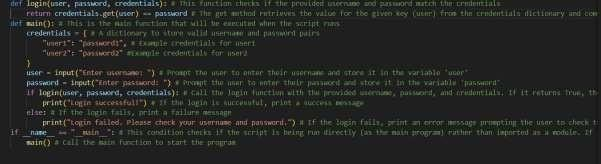 def login(user, password, credentials): # This function checks if the provided username and password match the credentials
return credentials.get(user) == password # The get method retrieves the value for the given key (user) from the credentials dictionary and com
def main(): # This is the main function that will be executed when the script runs
credentials = { # A dictionary to store valid username and password pairs
"user1": "password1", # Example credentials for user1
"user2": "password2" #Example credentials for user2
}
user = input("Enter username: ") # Prompt the user to enter their username and store it in the variable 'user'
password = input("Enter password: ") # Prompt the user to enter their password and store it in the variable 'password'
if login(user, password, credentials): # Call the login function with the provided username, password, and credentials. If it returns True, th
print("Login successful!") # If the login is successful, print a success message
else: # If the login fails, print a failure message
print("Login failed. Please check your username and password.") # If the login fails, print an error message prompting the user to check t
if __name__ == "__main__": # This condition checks if the script is being run directly (as the main program) rather than imported as a module. If
main() # Call the main function to start the program